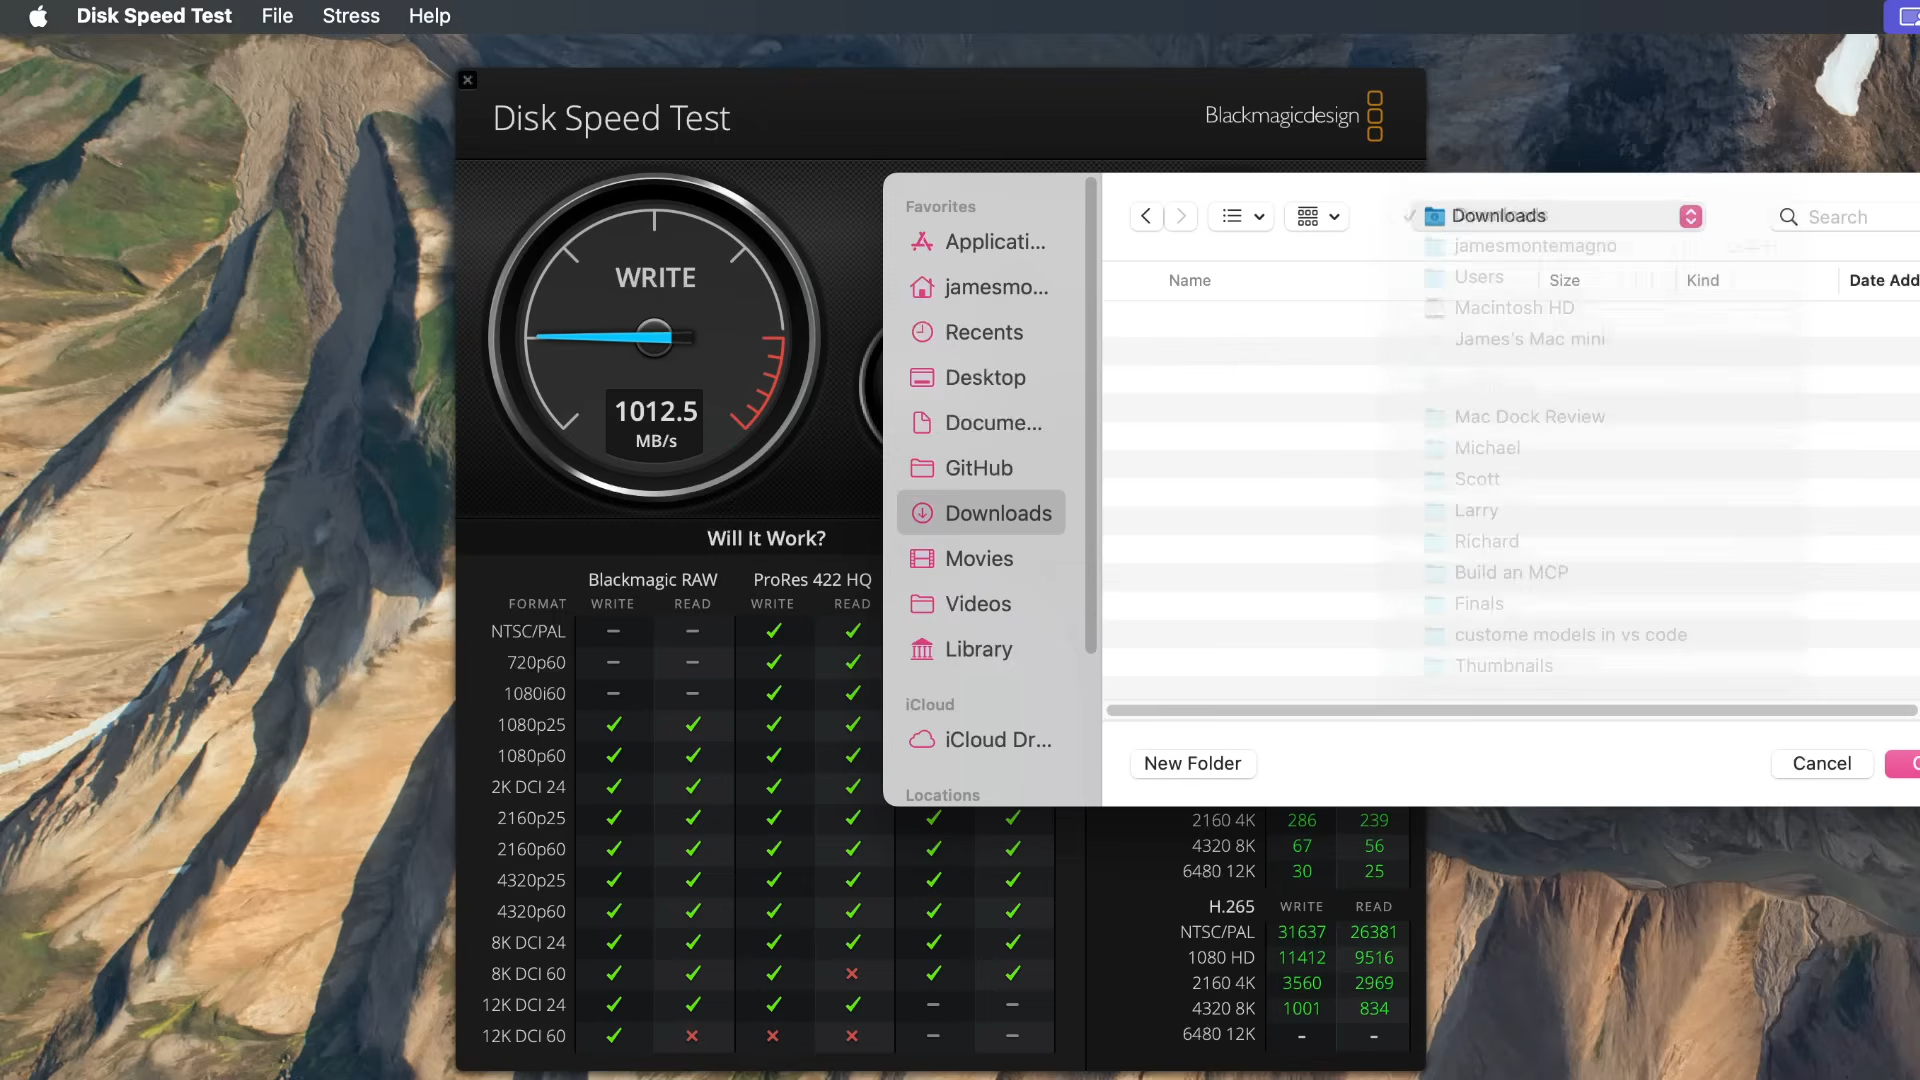 Disk Speed Test File Stress Help
Disk Speed Test
Blackmagicdesign
WRITE
1012.5
MB/s
Will It Work?
Blackmagic RAW ProRes 422 HQ
FORMAT WRITE READ WRITE READ
NTSC/PAL – – ✓ ✓
720p60 – – ✓ ✓
1080i60 – – ✓ ✓
1080p25 ✓ ✓ ✓ ✓
1080p60 ✓ ✓ ✓ ✓
2K DCI 24 ✓ ✓ ✓ ✓
2160p25 ✓ ✓ ✓ ✓ ✓ ✓
2160p60 ✓ ✓ ✓ ✓ ✓ ✓
4320p25 ✓ ✓ ✓ ✓ ✓ ✓
4320p60 ✓ ✓ ✓ ✓ ✓ ✓
8K DCI 24 ✓ ✓ ✓ ✓ ✓ ✓
8K DCI 60 ✓ ✓ ✓ × ✓ ✓
12K DCI 24 ✓ ✓ ✓ ✓ – –
12K DCI 60 ✓ × × × – –
Favorites
Applicati...
jamesmo...
Recents
Desktop
Docume...
GitHub
Downloads
Movies
Videos
Library
iCloud
iCloud Dr...
Locations
Downloads
Search
Name Size Kind Date Add
jamesmontemagno
Users
Macintosh HD
James's Mac mini
Mac Dock Review
Michael
Scott
Larry
Richard
Build an MCP
Finals
custome models in vs code
Thumbnails
New Folder
Cancel
2160 4K 286 239
4320 8K 67 56
6480 12K 30 25
H.265 WRITE READ
NTSC/PAL 31637 26381
1080 HD 11412 9516
2160 4K 3560 2969
4320 8K 1001 834
6480 12K - -